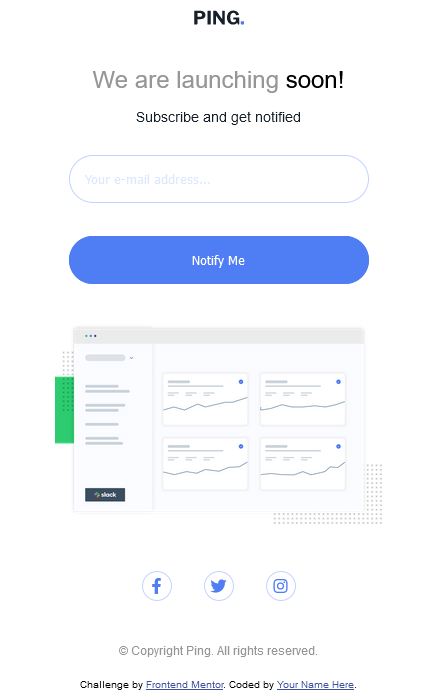 PING.
We are launching soon!
Subscribe and get notified
Your e-mail address...
Notify Me
slack
© Copyright Ping. All rights reserved.
Challenge by Frontend Mentor. Coded by Your Name Here.